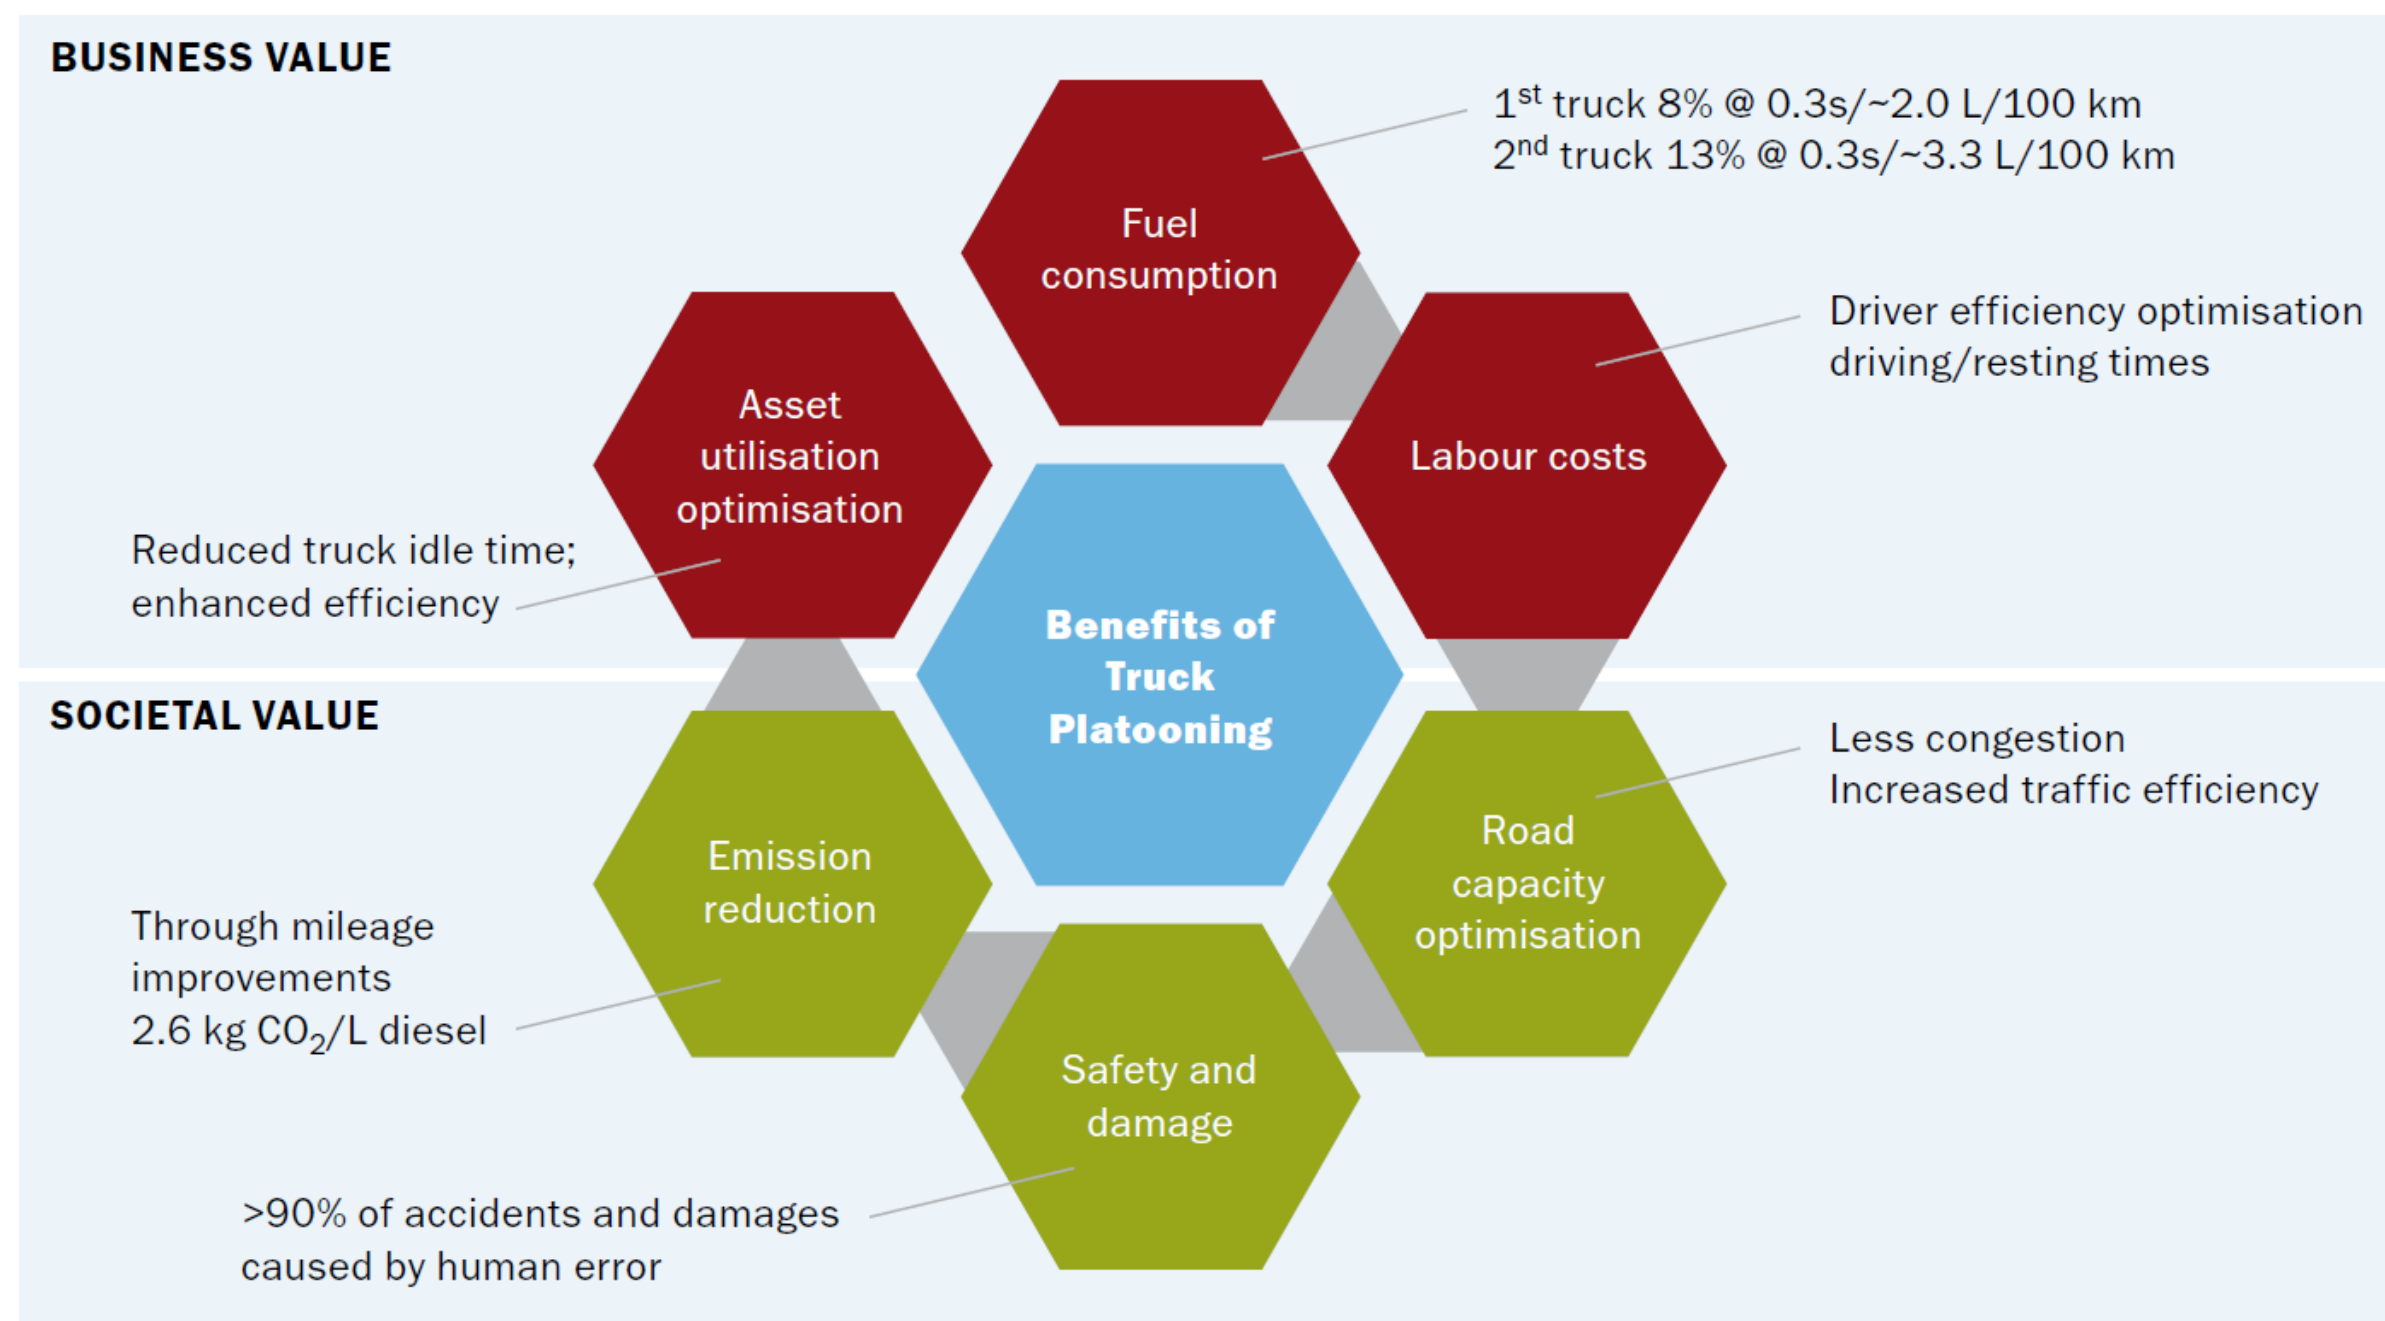 BUSINESS VALUE
1st truck 8% @ 0.3s/~2.0 L/100 km
2nd truck 13% @ 0.3s/~3.3 L/100 km
Fuel
consumption
Driver efficiency optimisation
driving/resting times
Labour costs
Asset
utilisation
optimisation
Reduced truck idle time;
enhanced efficiency
Benefits of
Truck
Platooning
SOCIETAL VALUE
Less congestion
Increased traffic efficiency
Road
capacity
optimisation
Emission
reduction
Through mileage
improvements
2.6 kg CO₂/L diesel
Safety and
damage
>90% of accidents and damages
caused by human error